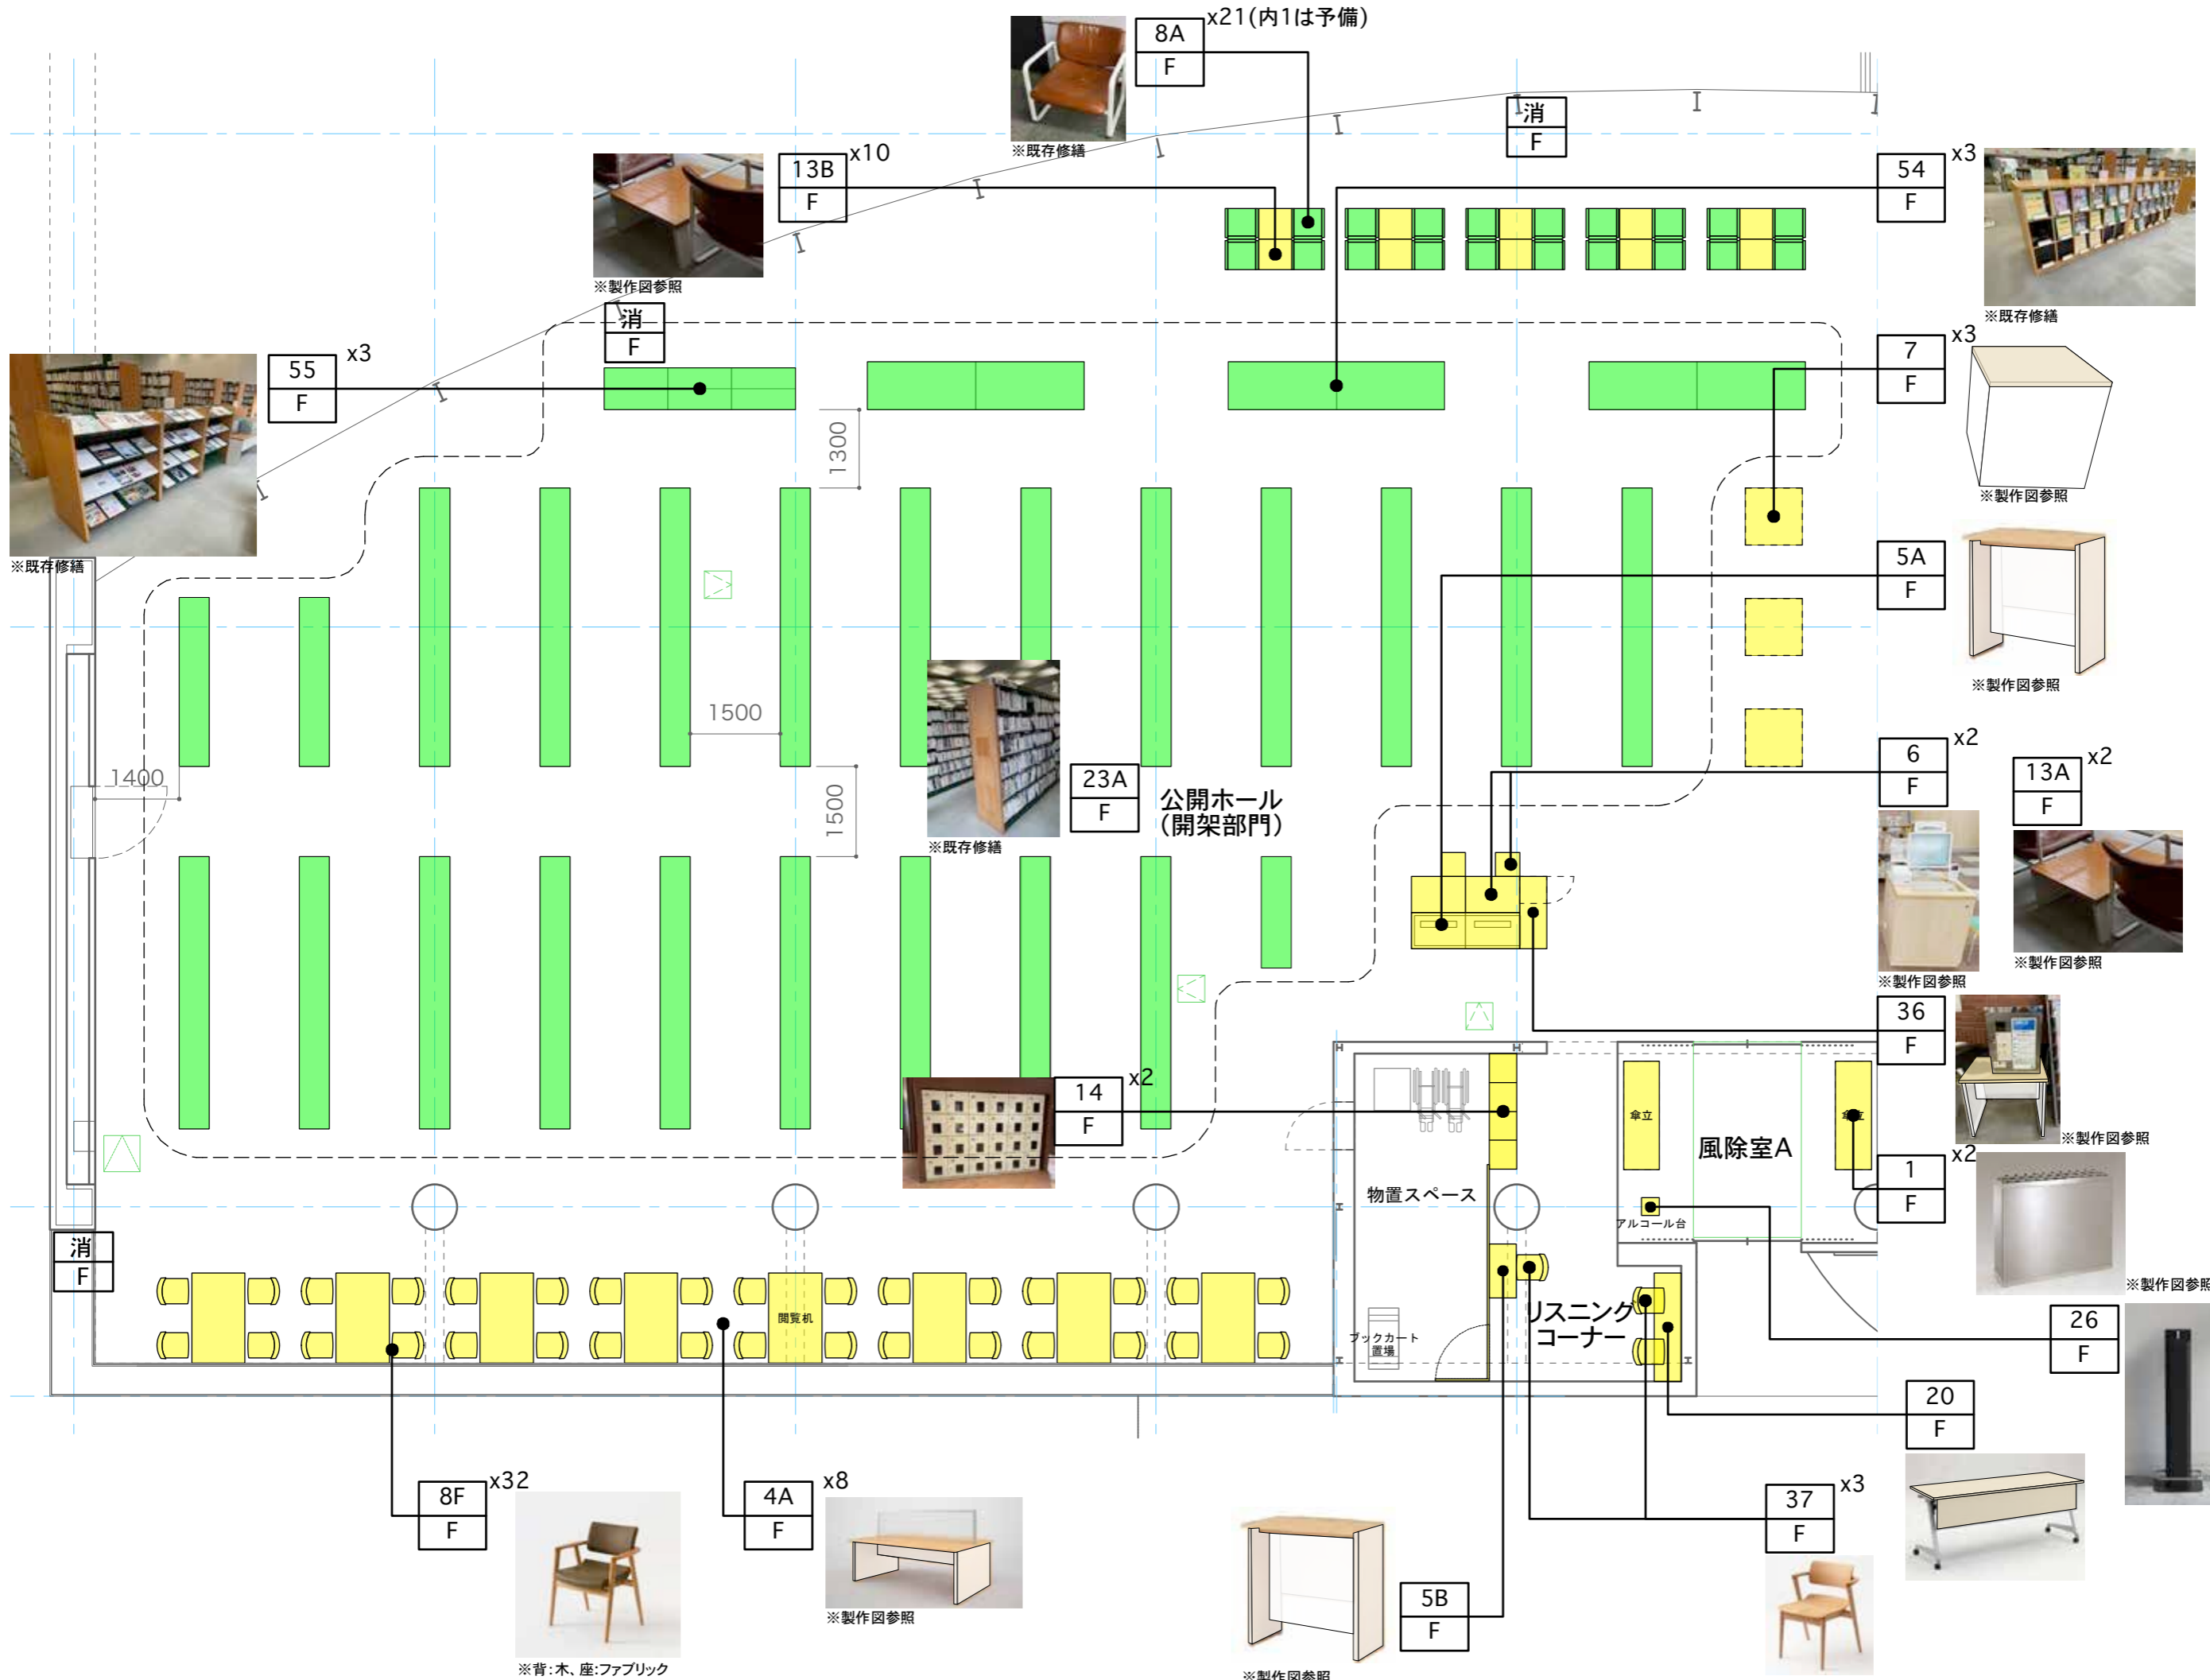 8A
F
x21(内1は予備)
※既存修繕
消
F
13B
F
x10
※製作図参照
54
F
x3
※既存修繕
消
F
7
F
x3
※製作図参照
55
F
x3
※既存修繕
1300
5A
F
※製作図参照
1500
1400
1500
23A
F
※既存修繕
公開ホール
(開架部門)
6
F
x2
※製作図参照
13A
F
x2
※製作図参照
36
F
※製作図参照
14
F
x2
傘立
傘立
風除室A
1
F
x2
※製作図参照
物置スペース
アルコール台
消
F
閲覧机
リスニング
コーナー
ブックカート
置場
26
F
20
F
8F
F
x32
※背:木、座:ファブリック
4A
F
x8
※製作図参照
5B
F
※製作図参照
37
F
x3